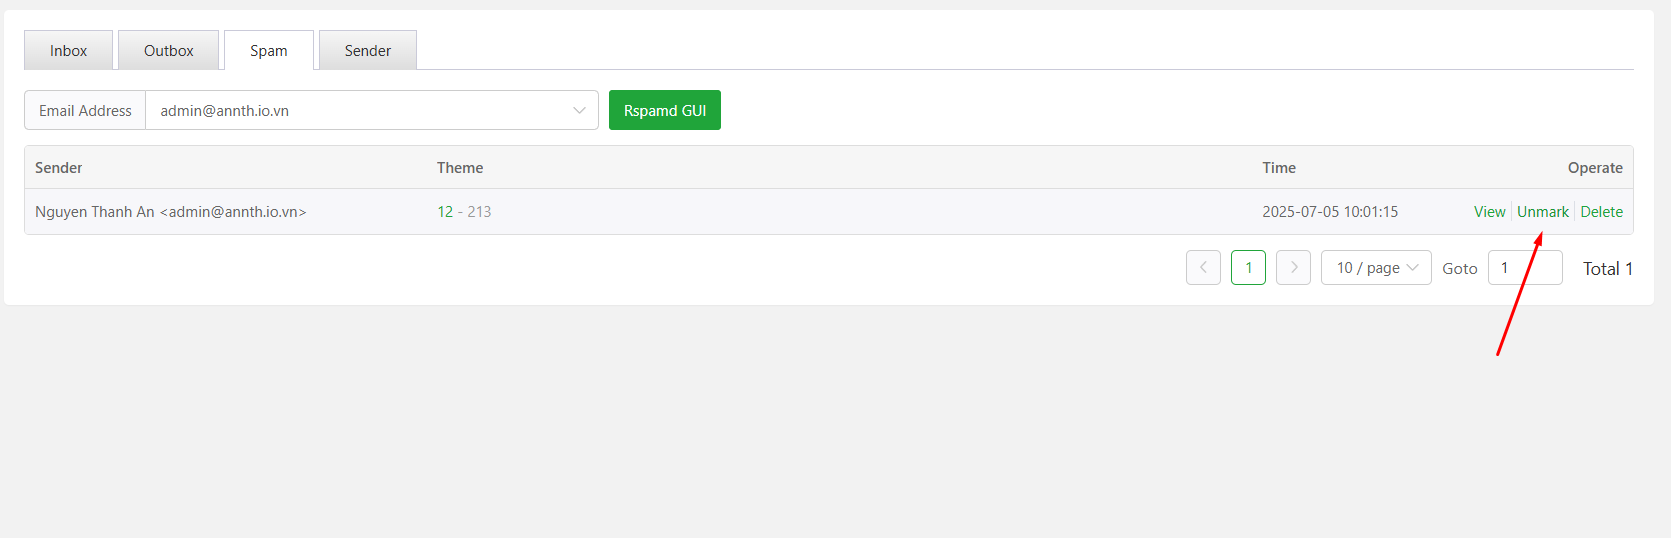 Inbox Outbox Spam Sender
Email Address admin@annth.io.vn Rspamd GUI
Sender Theme Time Operate
Nguyen Thanh An <admin@annth.io.vn> 12 - 213 2025-07-05 10:01:15 View Unmark Delete
1 10 / page Goto 1 Total 1